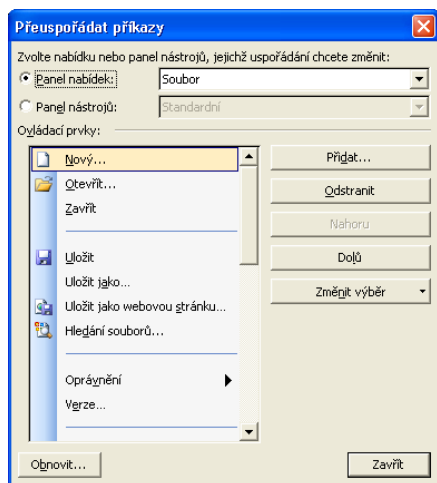 Přeuspořádat příkazy
Zvolte nabídku nebo panel nástrojů, jejichž uspořádání chcete změnit:
Panel nabídek: Soubor
Panel nástrojů: Standardní
Ovládací prvky:
Nový...
Otevřít...
Zavřít
Uložit
Uložit jako...
Uložit jako webovou stránku...
Hledání souborů...
Oprávnění
Verze...
Přidat...
Odstranit
Nahoru
Dolů
Změnit výběr
Obnovit...
Zavřít